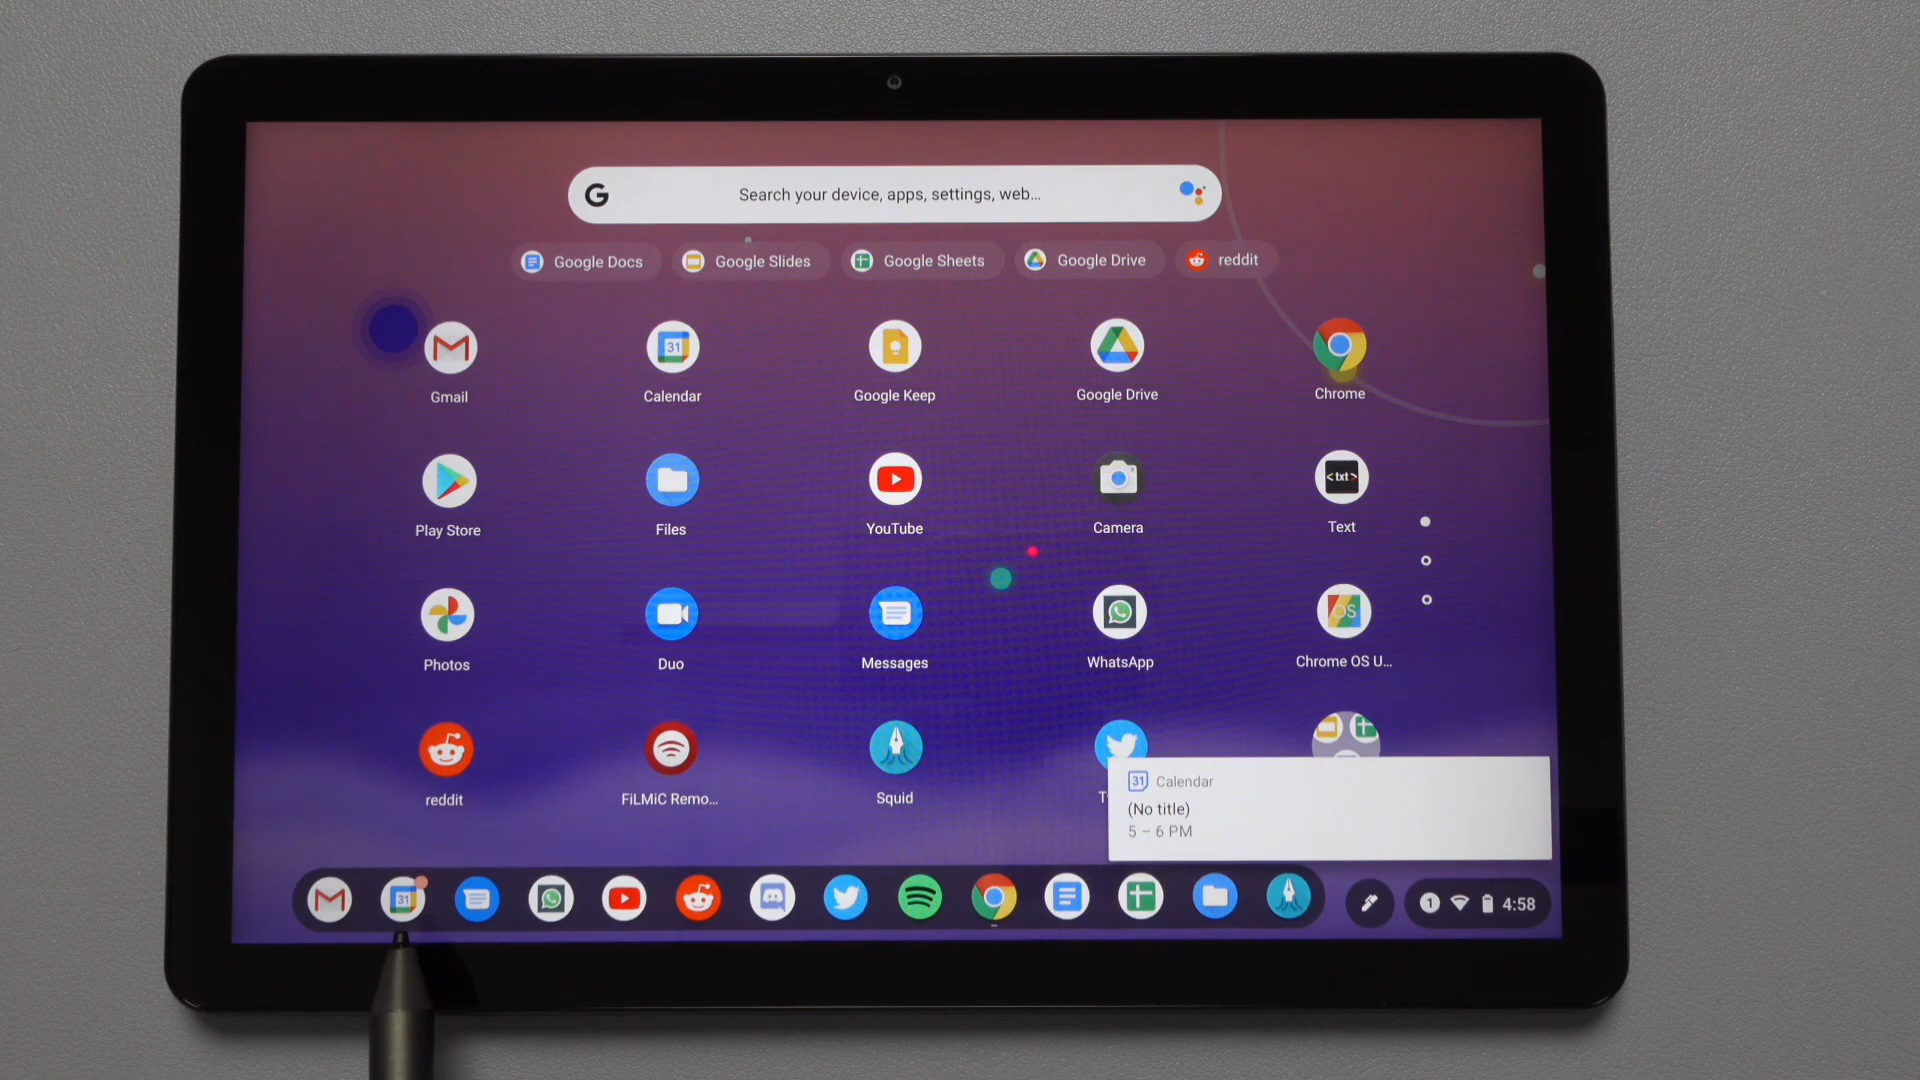 Search your device, apps, settings, web...
Google Docs
Google Slides
Google Sheets
Google Drive
reddit
31
Gmail
Calendar
Google Keep
Google Drive
Chrome
<txt>
Play Store
Files
YouTube
Camera
Text
OS
Photos
Duo
Messages
WhatsApp
Chrome OS U...
reddit
FiLMiC Remo...
Squid
31 Calendar
(No title)
5 – 6 PM
31
1
4:58